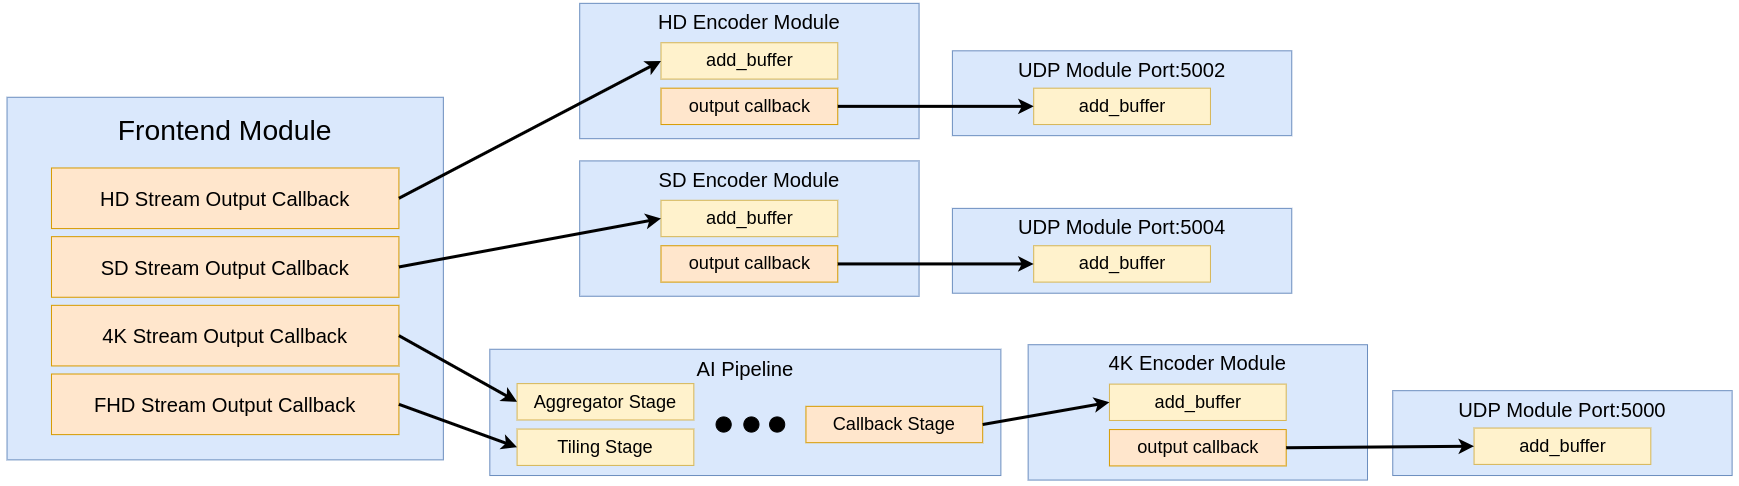 Frontend Module
HD Stream Output Callback
SD Stream Output Callback
4K Stream Output Callback
FHD Stream Output Callback
HD Encoder Module
add_buffer
output callback
UDP Module Port:5002
add_buffer
SD Encoder Module
add_buffer
output callback
UDP Module Port:5004
add_buffer
AI Pipeline
Aggregator Stage
Tiling Stage
Callback Stage
4K Encoder Module
add_buffer
output callback
UDP Module Port:5000
add_buffer